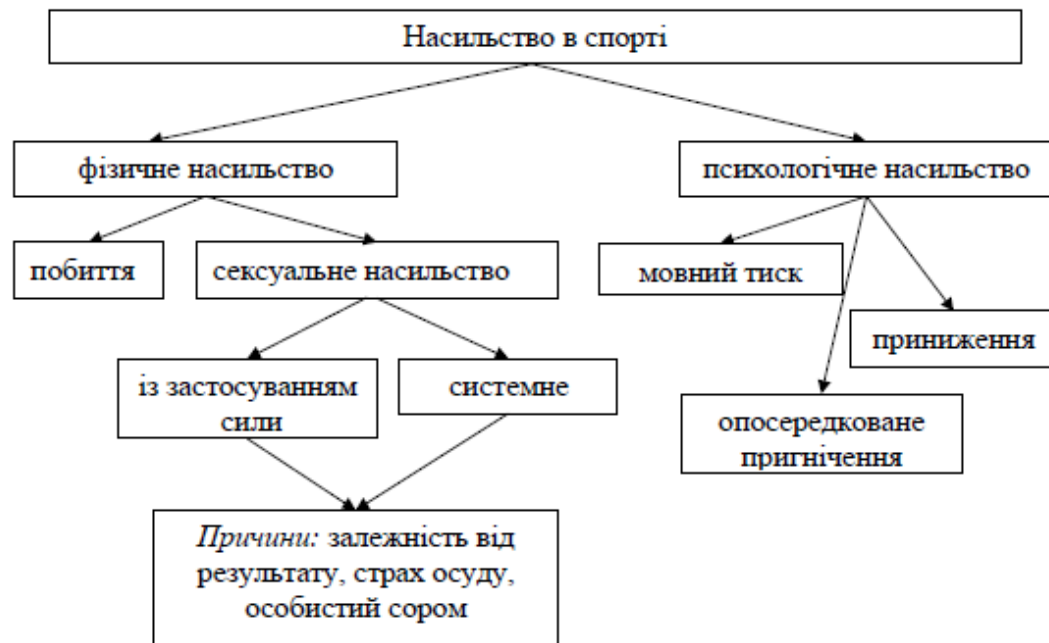 Насильство в спорті
фізичне насильство
психологічне насильство
побиття
сексуальне насильство
мовний тиск
приниження
із застосуванням
сили
системне
опосередковане
пригнічення
Причини: залежність від
результату, страх осуду,
особистий сором